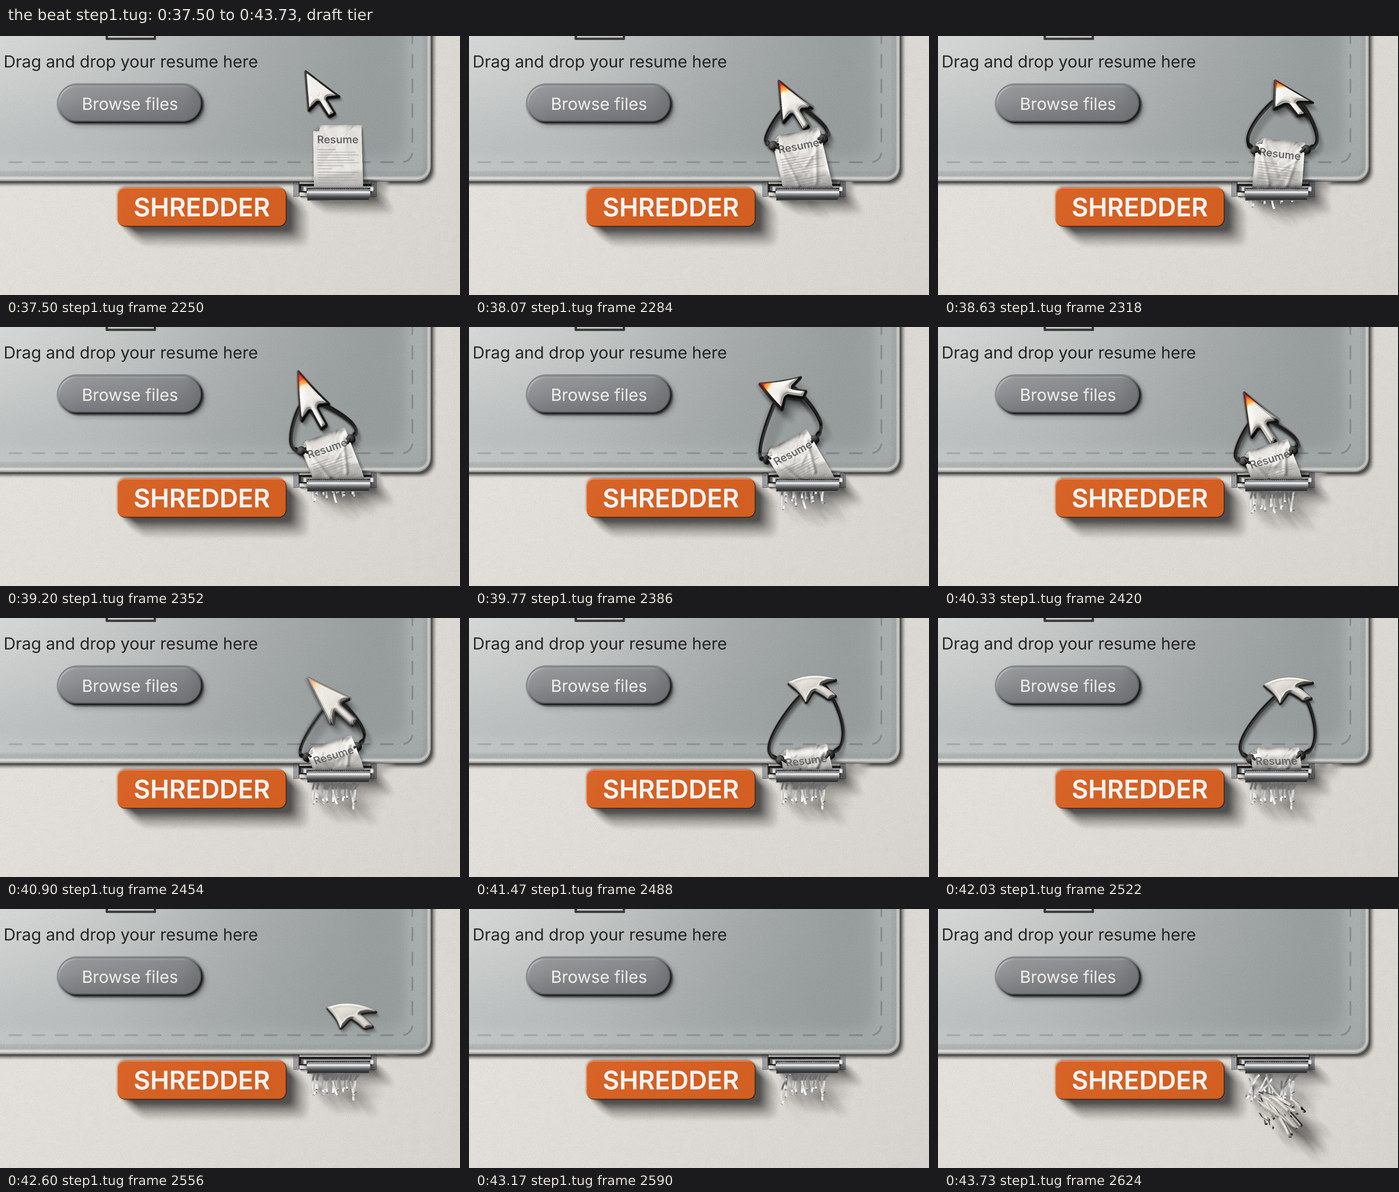 the beat step1.tug: 0:37.50 to 0:43.73, draft tier
Drag and drop your resume here
Browse files
Resume
SHREDDER
0:37.50 step1.tug frame 2250
Drag and drop your resume here
Browse files
Resume
SHREDDER
0:38.07 step1.tug frame 2284
Drag and drop your resume here
Browse files
Resume
SHREDDER
0:38.63 step1.tug frame 2318
Drag and drop your resume here
Browse files
Resume
SHREDDER
0:39.20 step1.tug frame 2352
Drag and drop your resume here
Browse files
Resume
SHREDDER
0:39.77 step1.tug frame 2386
Drag and drop your resume here
Browse files
Resume
SHREDDER
0:40.33 step1.tug frame 2420
Drag and drop your resume here
Browse files
Resume
SHREDDER
0:40.90 step1.tug frame 2454
Drag and drop your resume here
Browse files
Resume
SHREDDER
0:41.47 step1.tug frame 2488
Drag and drop your resume here
Browse files
Resume
SHREDDER
0:42.03 step1.tug frame 2522
Drag and drop your resume here
Browse files
SHREDDER
0:42.60 step1.tug frame 2556
Drag and drop your resume here
Browse files
SHREDDER
0:43.17 step1.tug frame 2590
Drag and drop your resume here
Browse files
SHREDDER
0:43.73 step1.tug frame 2624